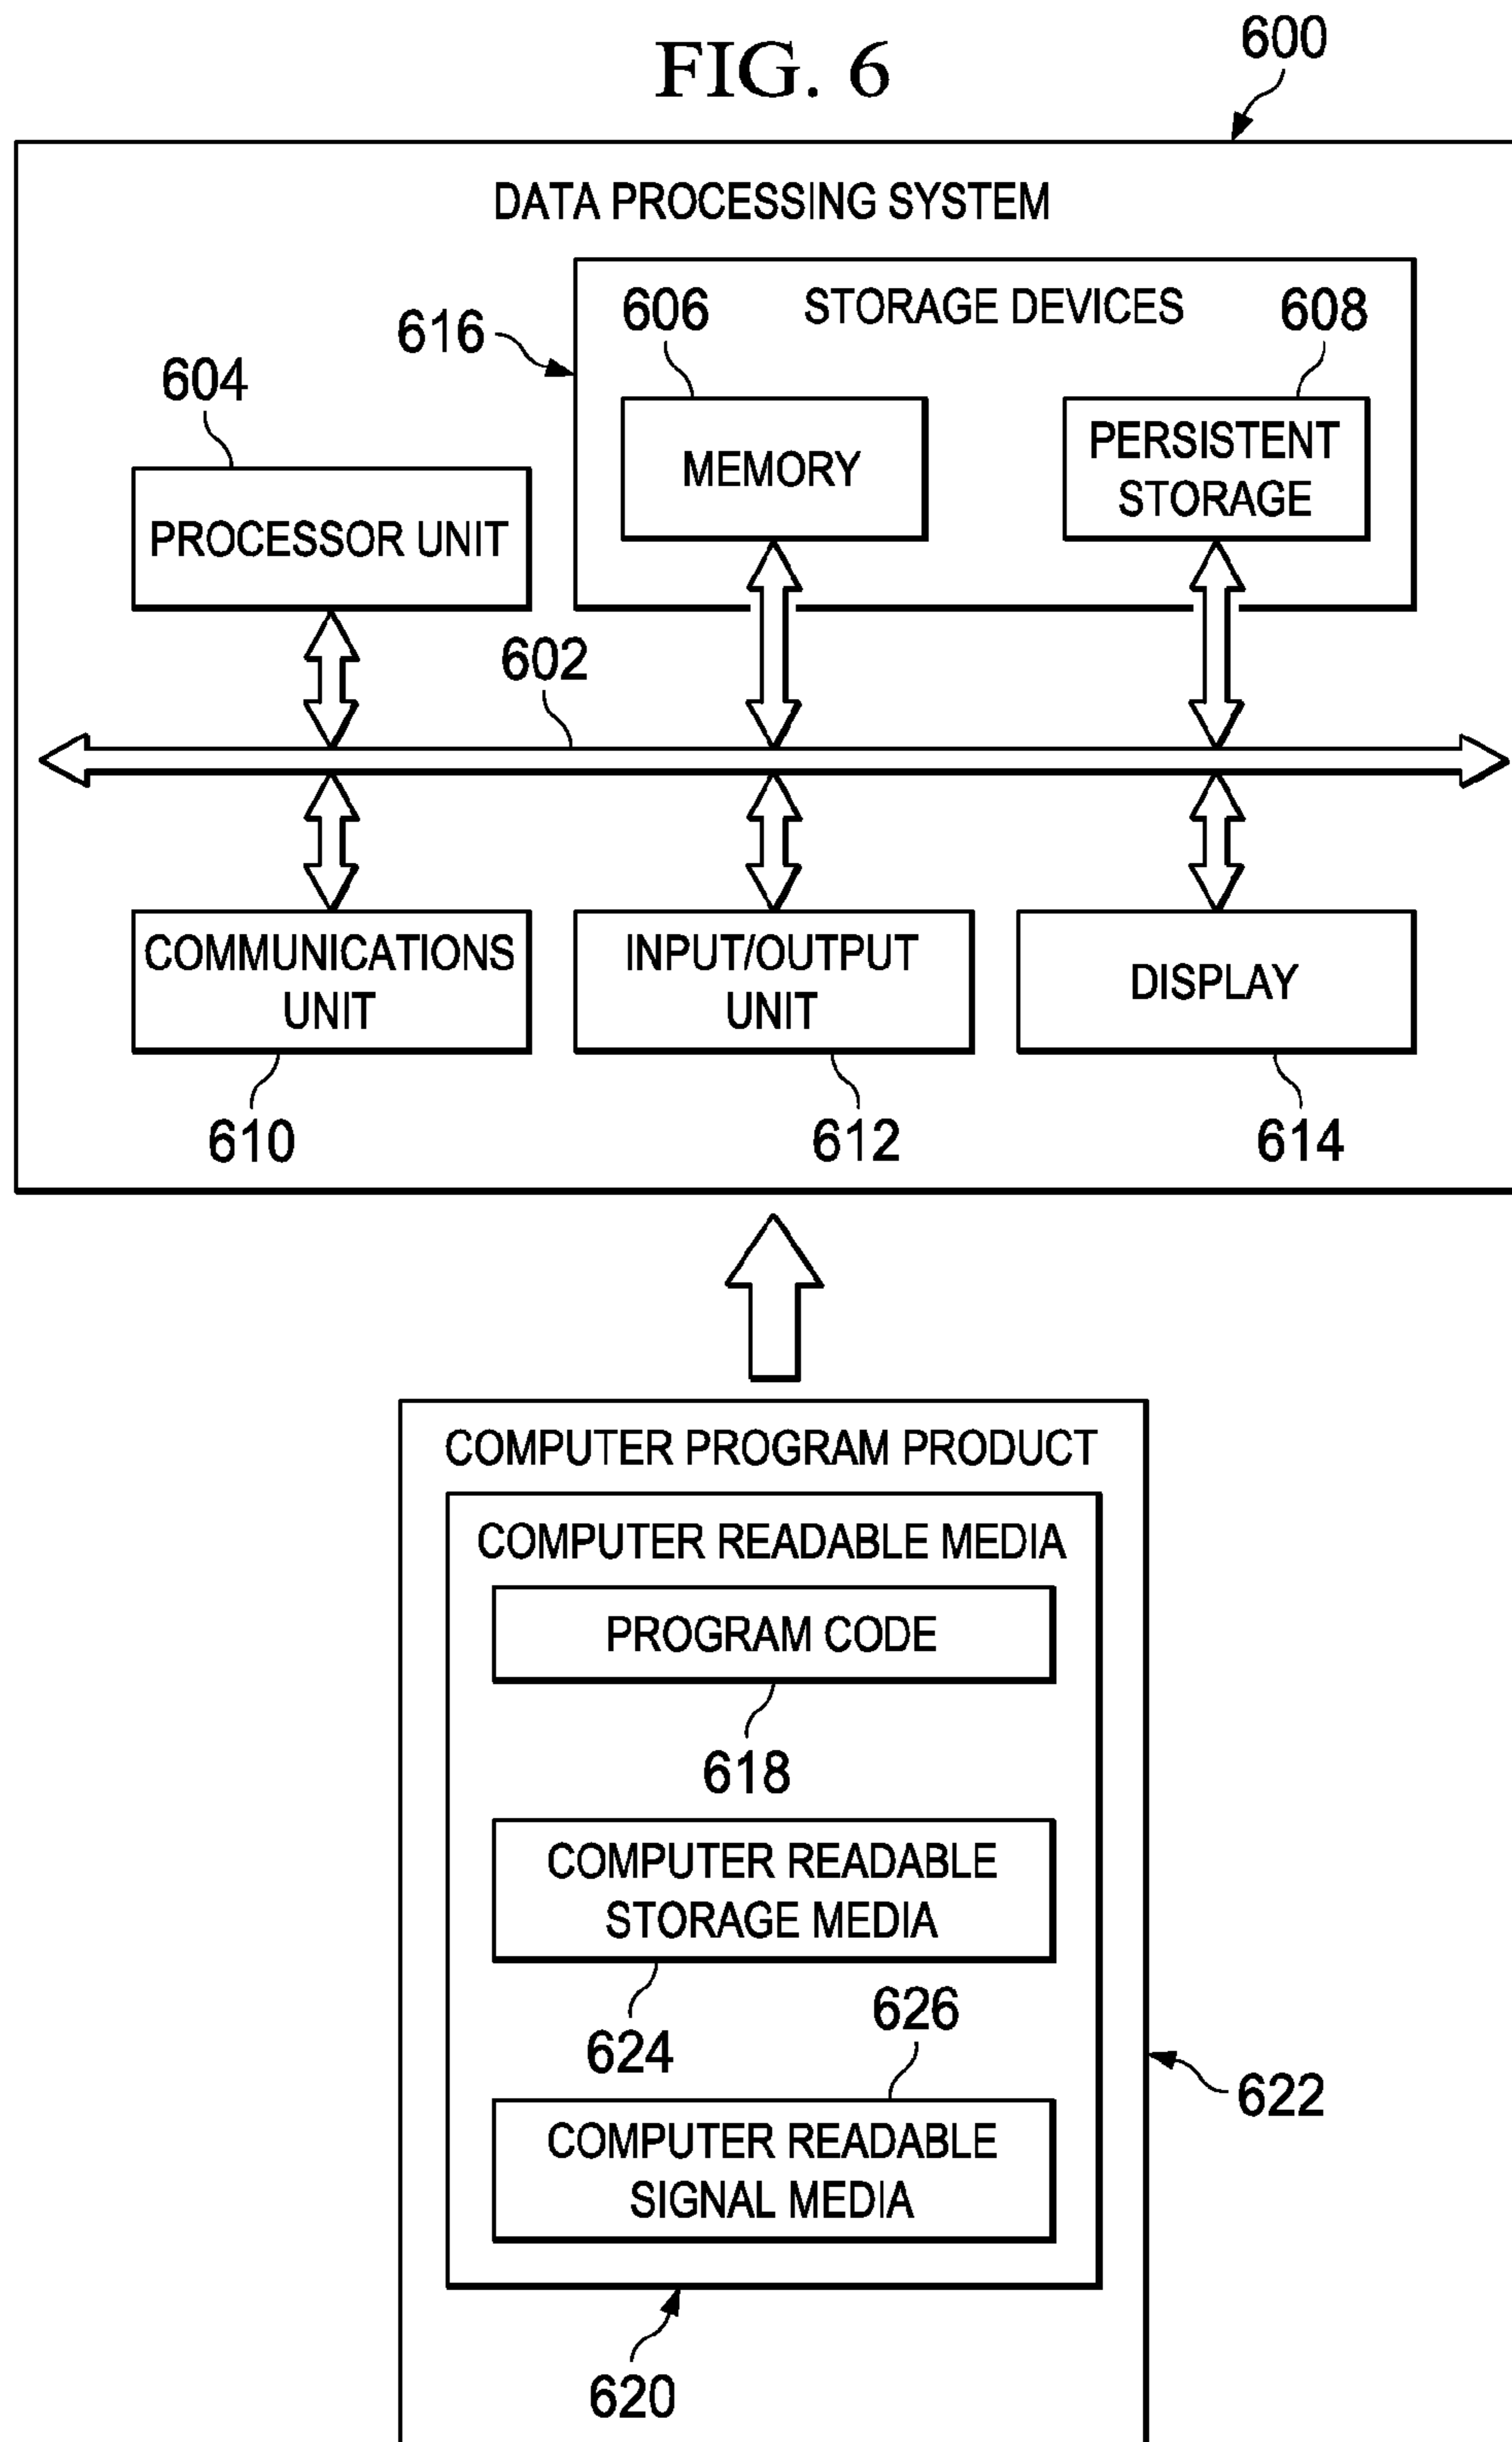 FIG. 6
600
DATA PROCESSING SYSTEM
616
606
STORAGE DEVICES
608
604
MEMORY
PERSISTENT
STORAGE
PROCESSOR UNIT
602
COMMUNICATIONS
UNIT
INPUT/OUTPUT
UNIT
DISPLAY
610
612
614
COMPUTER PROGRAM PRODUCT
COMPUTER READABLE MEDIA
PROGRAM CODE
618
COMPUTER READABLE
STORAGE MEDIA
624
626
622
COMPUTER READABLE
SIGNAL MEDIA
620